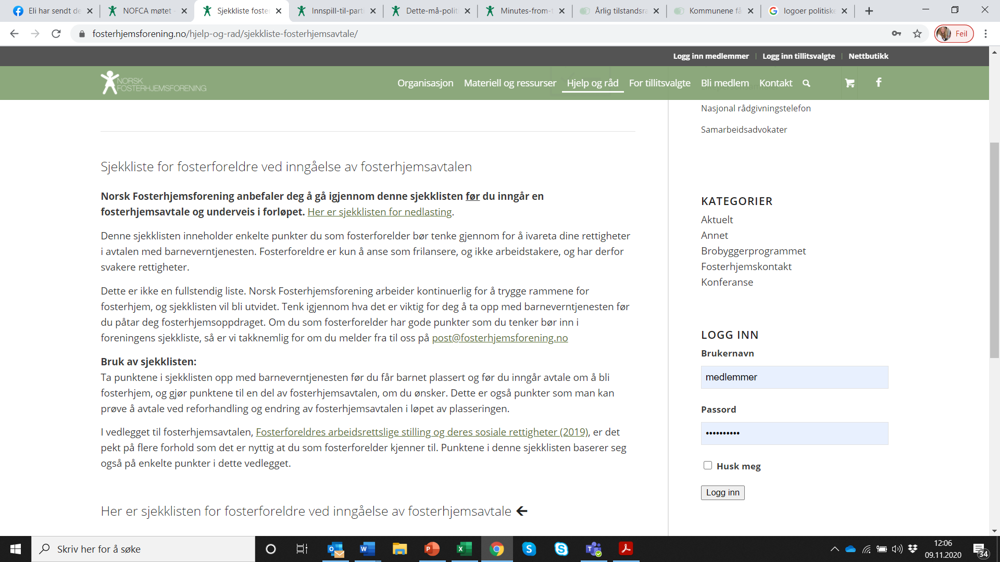 Eli har sendt de
NOFCA møtet -
Sjekkliste foste
Innspill-til-parti
Dette-må-politi
Minutes-from-t
Årlig tilstandsra
Kommunene få
logoer politiske
fosterhjemsforening.no/hjelp-og-rad/sjekkliste-fosterhjemsavtale/
Feil
Logg inn medlemmer
Logg inn tillitsvalgte
Nettbutikk
NORSK
FOSTERHJEMSFORENING
Organisasjon
Materiell og ressurser
Hjelp og råd
For tillitsvalgte
Bli medlem
Kontakt
Nasjonal rådgivningstelefon
Samarbeidsadvokater
Sjekkliste for fosterforeldre ved inngåelse av fosterhjemsavtalen
Norsk Fosterhjemsforening anbefaler deg å gå igjennom denne sjekklisten før du inngår en
fosterhjemsavtale og underveis i forløpet. Her er sjekklisten for nedlasting.
Denne sjekklisten inneholder enkelte punkter du som fosterforelder bør tenke gjennom for å ivareta dine rettigheter
i avtalen med barneverntjenesten. Fosterforeldre er kun å anse som frilansere, og ikke arbeidstakere, og har derfor
svakere rettigheter.
Dette er ikke en fullstendig liste. Norsk Fosterhjemsforening arbeider kontinuerlig for å trygge rammene for
fosterhjem, og sjekklisten vil bli utvidet. Tenk igjennom hva det er viktig for deg å ta opp med barneverntjenesten før
du påtar deg fosterhjemsoppdraget. Om du som fosterforelder har gode punkter som du tenker bør inn i
foreningens sjekkliste, så er vi takknemlig for om du melder fra til oss på post@fosterhjemsforening.no
Bruk av sjekklisten:
Ta punktene i sjekklisten opp med barneverntjenesten før du får barnet plassert og før du inngår avtale om å bli
fosterhjem, og gjør punktene til en del av fosterhjemsavtalen, om du ønsker. Dette er også punkter som man kan
prøve å avtale ved reforhandling og endring av fosterhjemsavtalen i løpet av plasseringen.
I vedlegget til fosterhjemsavtalen, Fosterforeldres arbeidsrettslige stilling og deres sosiale rettigheter (2019), er det
pekt på flere forhold som det er nyttig at du som fosterforelder kjenner til. Punktene i denne sjekklisten baserer seg
også på enkelte punkter i dette vedlegget.
Her er sjekklisten for fosterforeldre ved inngåelse av fosterhjemsavtale ←
KATEGORIER
Aktuelt
Annet
Brobyggerprogrammet
Fosterhjemskontakt
Konferanse
LOGG INN
Brukernavn
medlemmer
Passord
••••••••••
Husk meg
Logg inn
Skriv her for å søke
12:06
09.11.2020
34